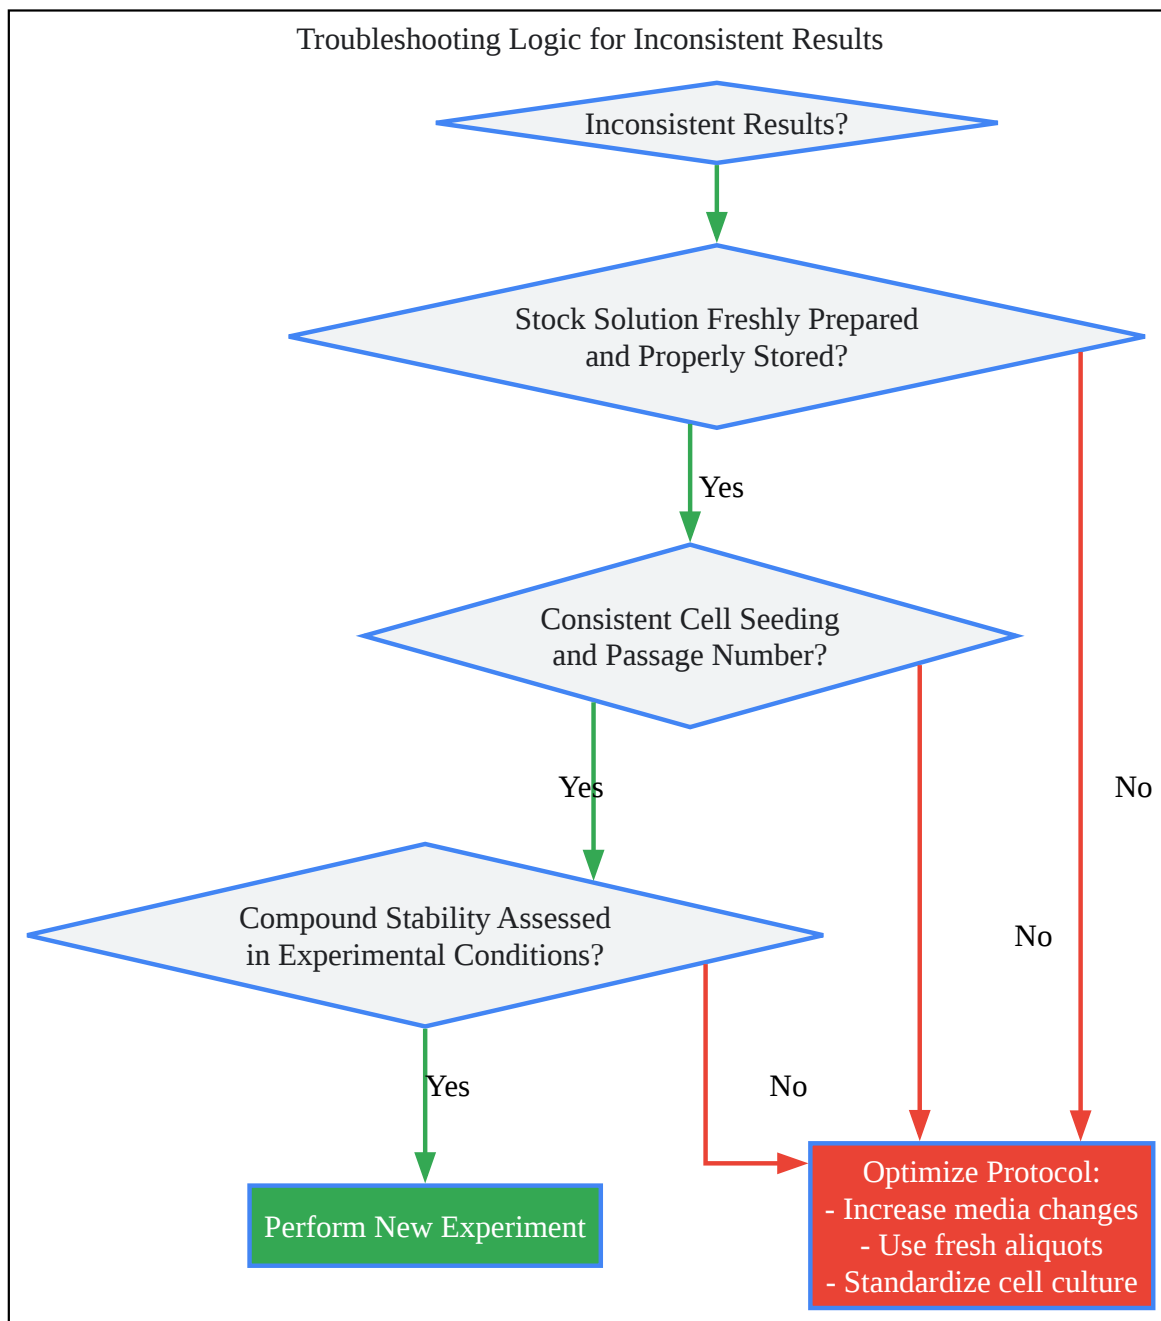 Troubleshooting Logic for Inconsistent Results
Inconsistent Results?
Stock Solution Freshly Prepared
and Properly Stored?
Yes
Consistent Cell Seeding
and Passage Number?
Yes
No
Compound Stability Assessed
in Experimental Conditions?
No
Yes
No
Perform New Experiment
Optimize Protocol:
- Increase media changes
- Use fresh aliquots
- Standardize cell culture